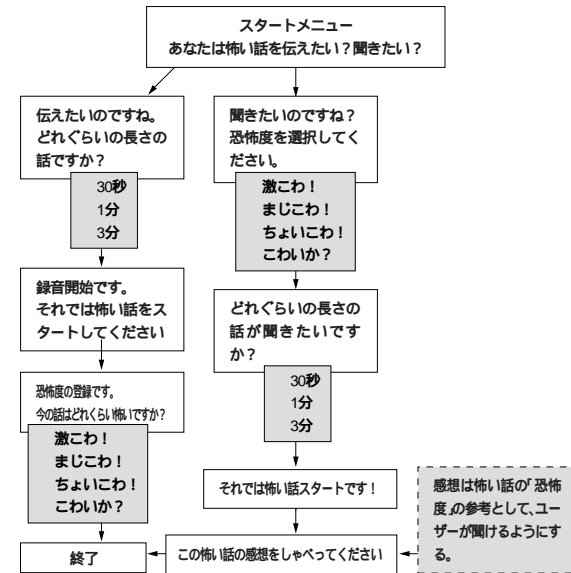 スタートメニュー
あなたは怖い話を伝えたい？聞きたい？
伝えたいのですね。
どれぐらいの長さの
話ですか？
30秒
1分
3分
録音開始です。
それでは怖い話をス
タートしてください
恐怖度の登録です。
今の話はどれくらい怖いですか？
激こわ！
まじこわ！
ちょいこわ！
こわいか？
終了
聞きたいのですね？
恐怖度を選択してく
ださい。
激こわ！
まじこわ！
ちょいこわ！
こわいか？
どれぐらいの長さの
話が聞きたいです
か？
30秒
1分
3分
それでは怖い話スタートです！
この怖い話の感想をしゃべってください
感想は怖い話の「恐怖
度」の参考として、ユー
ザーが聞けるようにす
る。